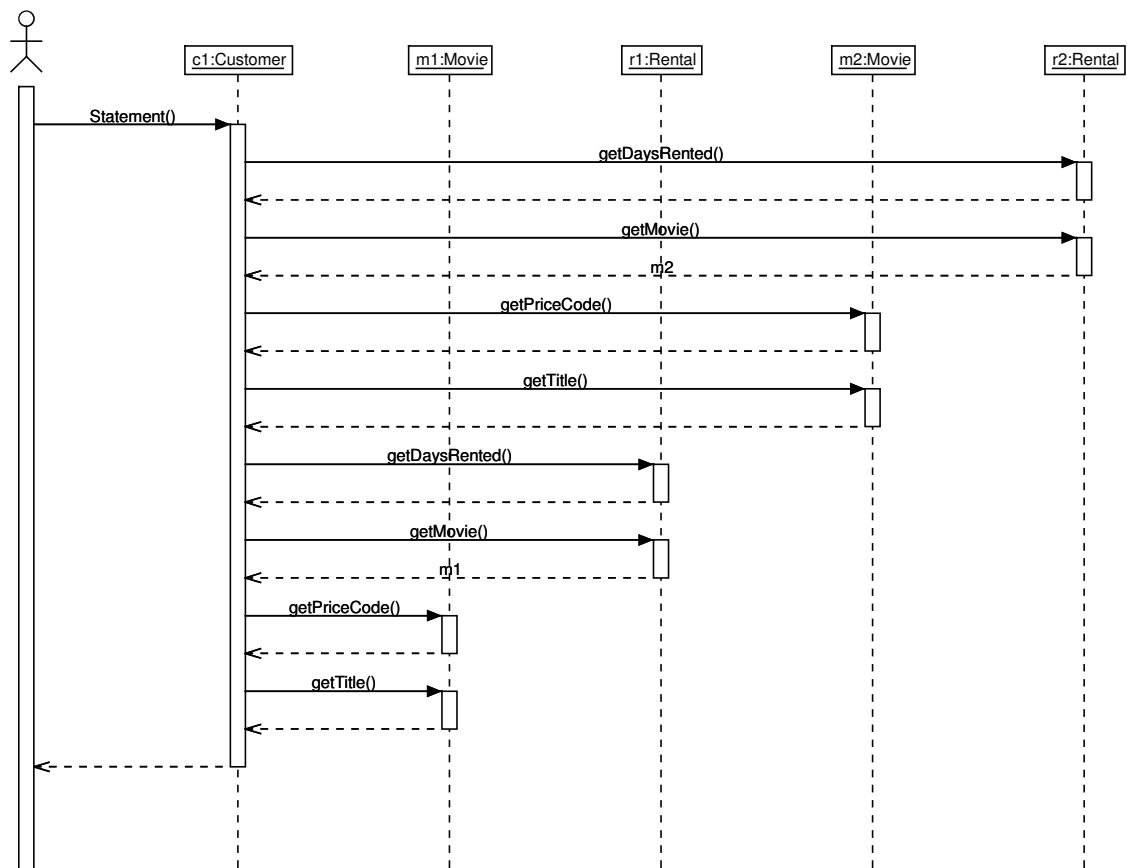 c1:Customer
m1:Movie
r1:Rental
m2:Movie
r2:Rental
Statement()
getDaysRented()
getMovie()
m2
getPriceCode()
getTitle()
getDaysRented()
getMovie()
m1
getPriceCode()
getTitle()